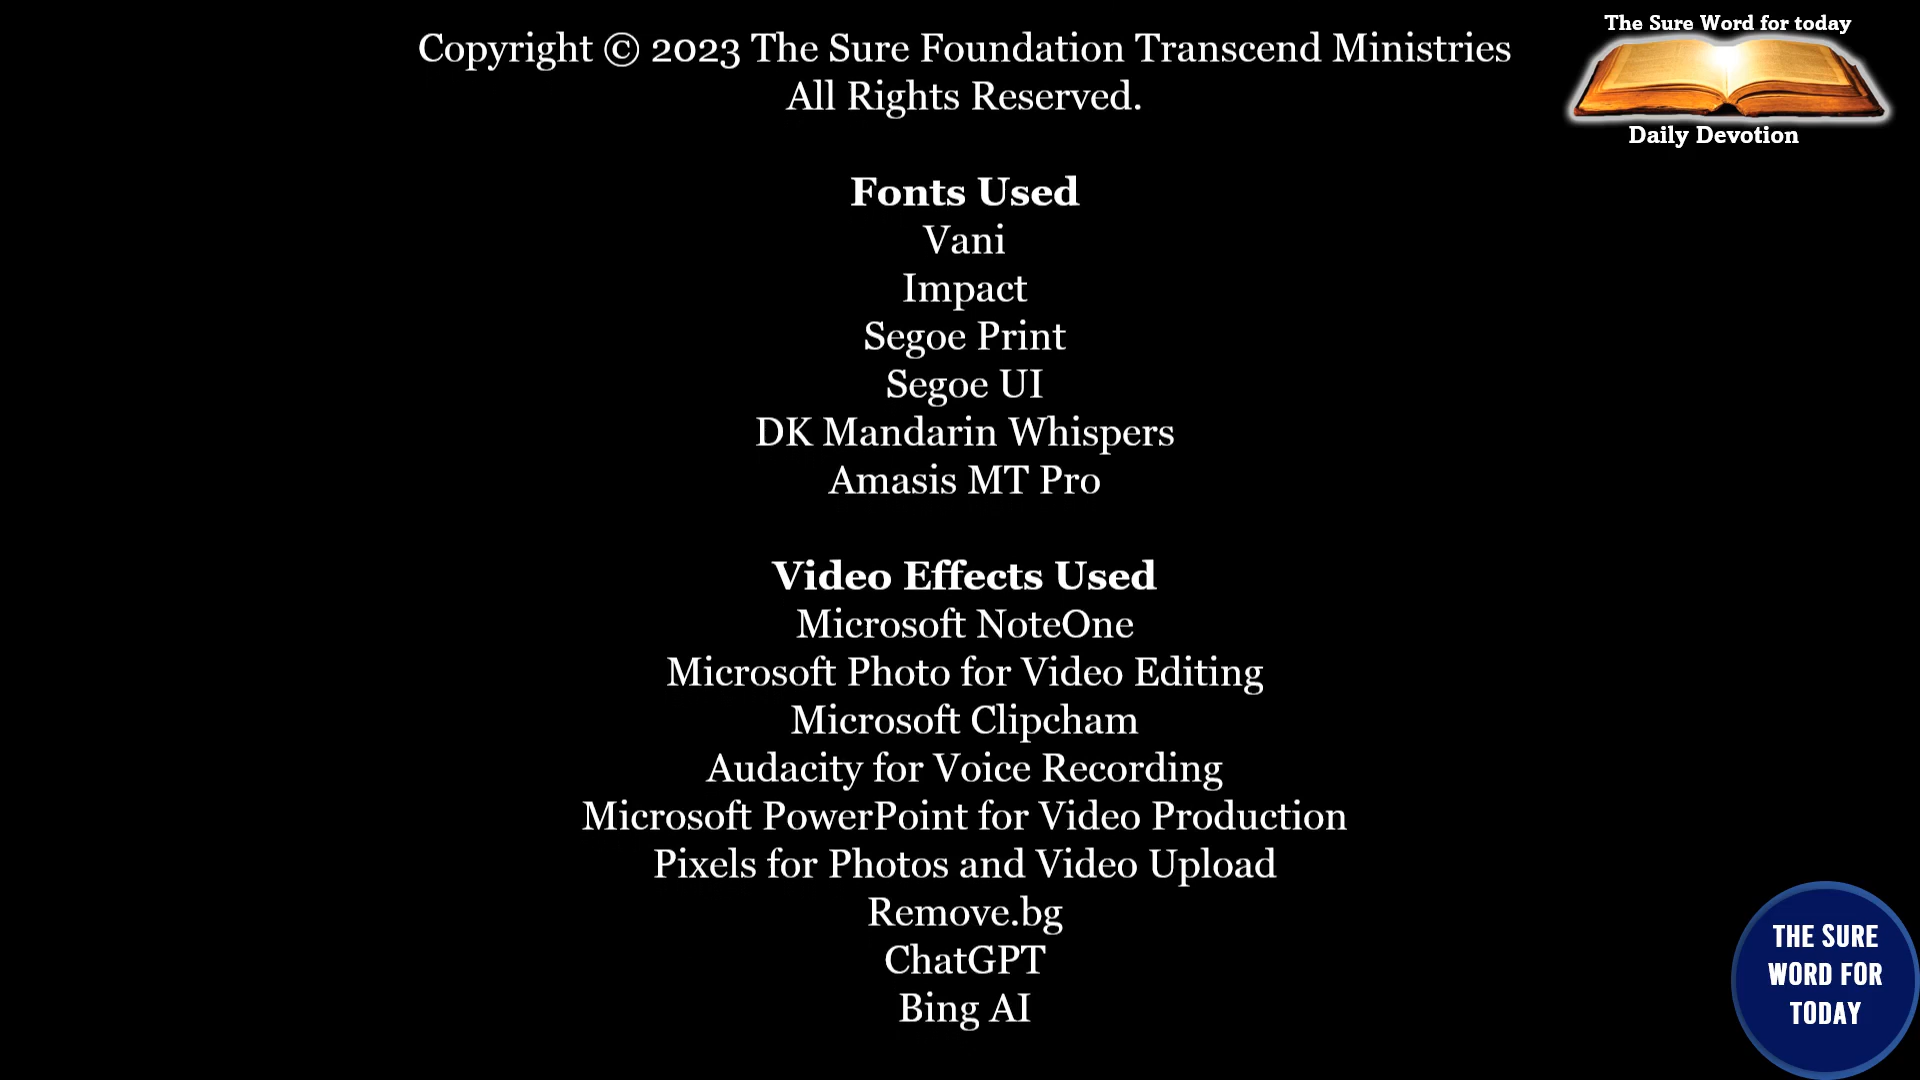 Copyright © 2023 The Sure Foundation Transcend Ministries
All Rights Reserved.
The Sure Word for today
Daily Devotion
Fonts Used
Vani
Impact
Segoe Print
Segoe UI
DK Mandarin Whispers
Amasis MT Pro
Video Effects Used
Microsoft NoteOne
Microsoft Photo for Video Editing
Microsoft Clipcham
Audacity for Voice Recording
Microsoft PowerPoint for Video Production
Pixels for Photos and Video Upload
Remove.bg
ChatGPT
Bing AI
THE SURE
WORD FOR
TODAY